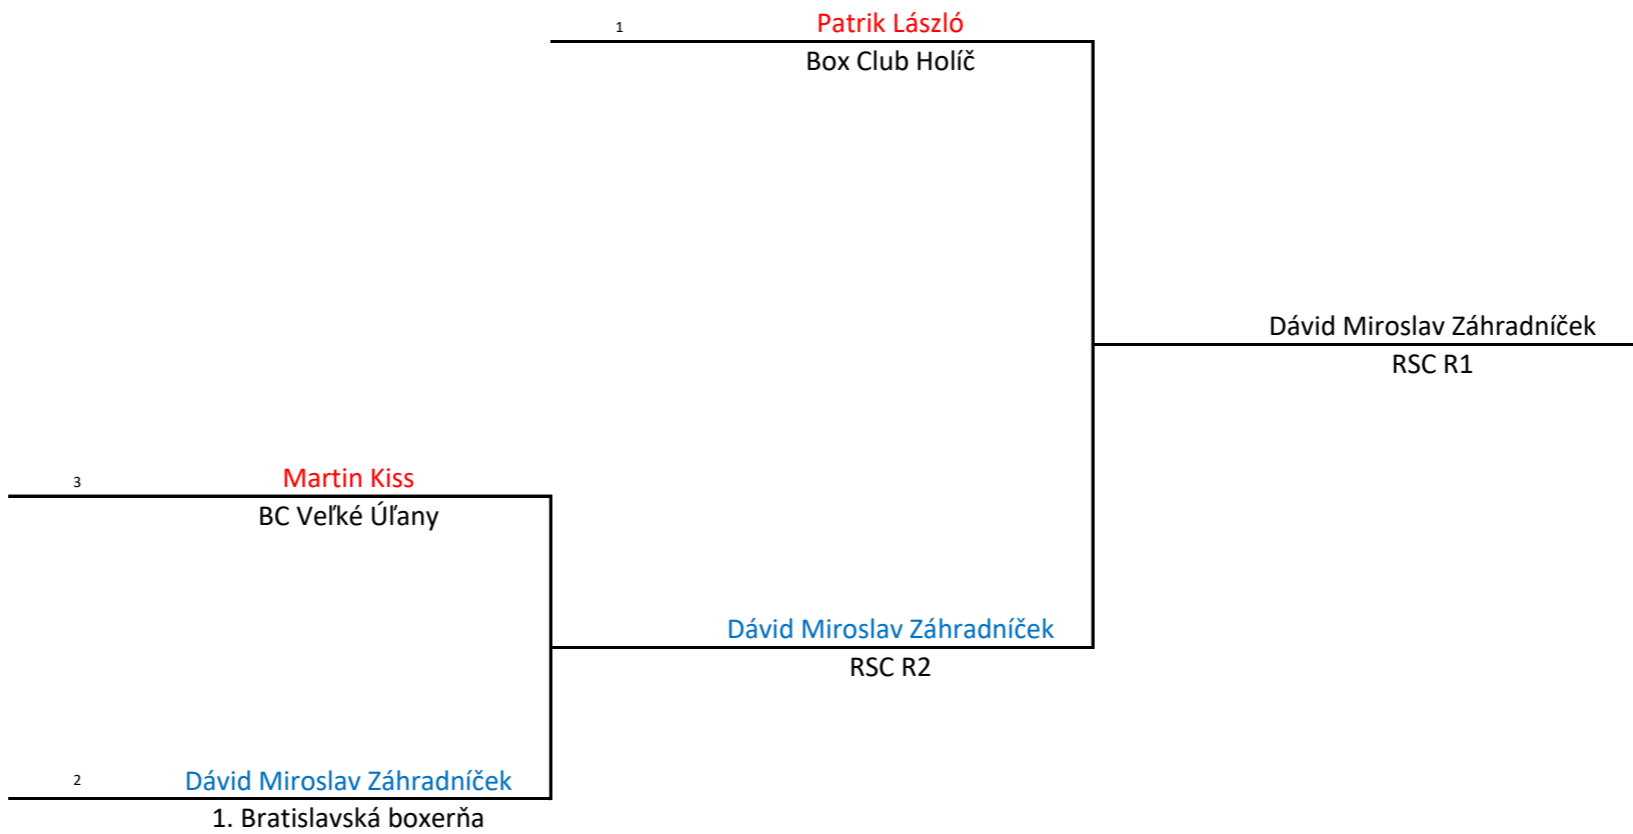 1
Patrik László
Box Club Holíč
Dávid Miroslav Záhradníček
RSC R1
3
Martin Kiss
BC Veľké Úľany
Dávid Miroslav Záhradníček
RSC R2
2
Dávid Miroslav Záhradníček
1. Bratislavská boxerňa